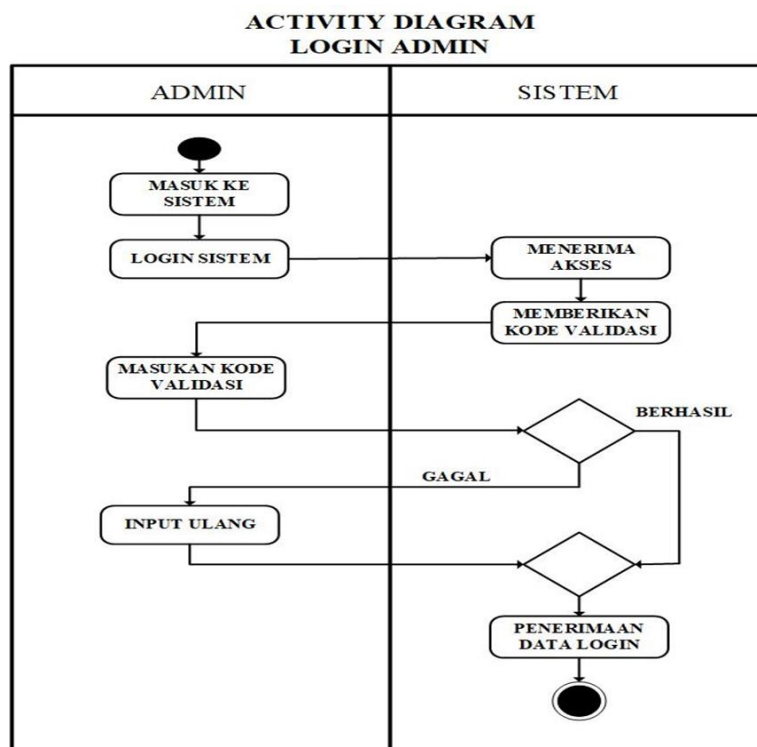 ACTIVITY DIAGRAM
LOGIN ADMIN
ADMIN
SISTEM
MASUK KE
SISTEM
LOGIN SISTEM
MENERIMA
AKSES
MEMBERIKAN
KODE VALIDASI
MASUKAN KODE
VALIDASI
BERHASIL
GAGAL
INPUT ULANG
PENERIMAAN
DATA LOGIN